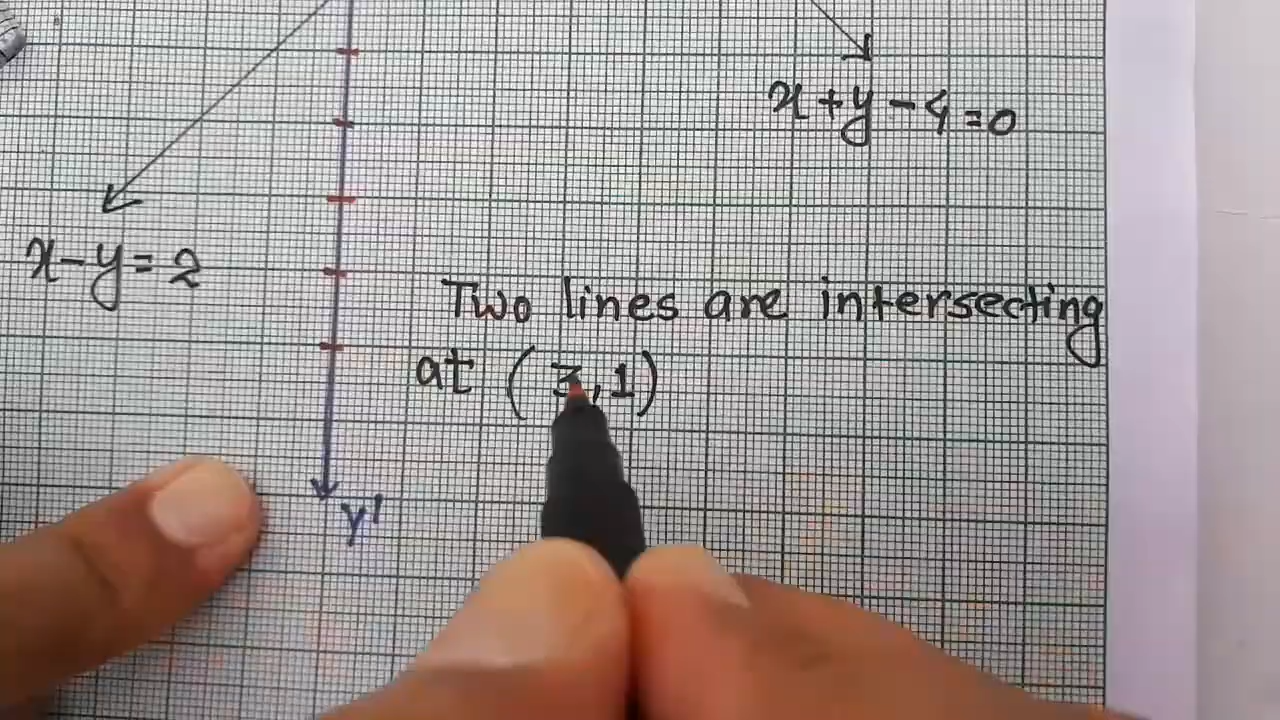 x + y - 4 = 0
x - y = 2
Two lines are intersecting
at (3,1)
y'